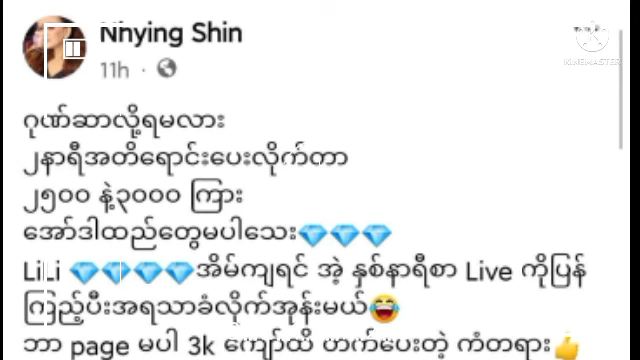 Nhying Shin
11h ·
KINEMASTER
ဂုဏ်ဆာလို့ရမလား
၂နာရီအတိရောင်းပေးလိုက်တာ
၂၅၀၀ နဲ့၃၀၀၀ ကြား
အော်ဒါထည်တွေမပါသေး💎💎💎
LiLi 💎💎💎💎အိမ်ကျရင် အဲ့ နှစ်နာရီစာ Live ကိုပြန်
ကြည့်ပီးအရသာခံလိုက်အုန်းမယ်😂
ဘာ page မပါ 3k ကျော်ထိ တက်ပေးတဲ့ ကံတရား👍